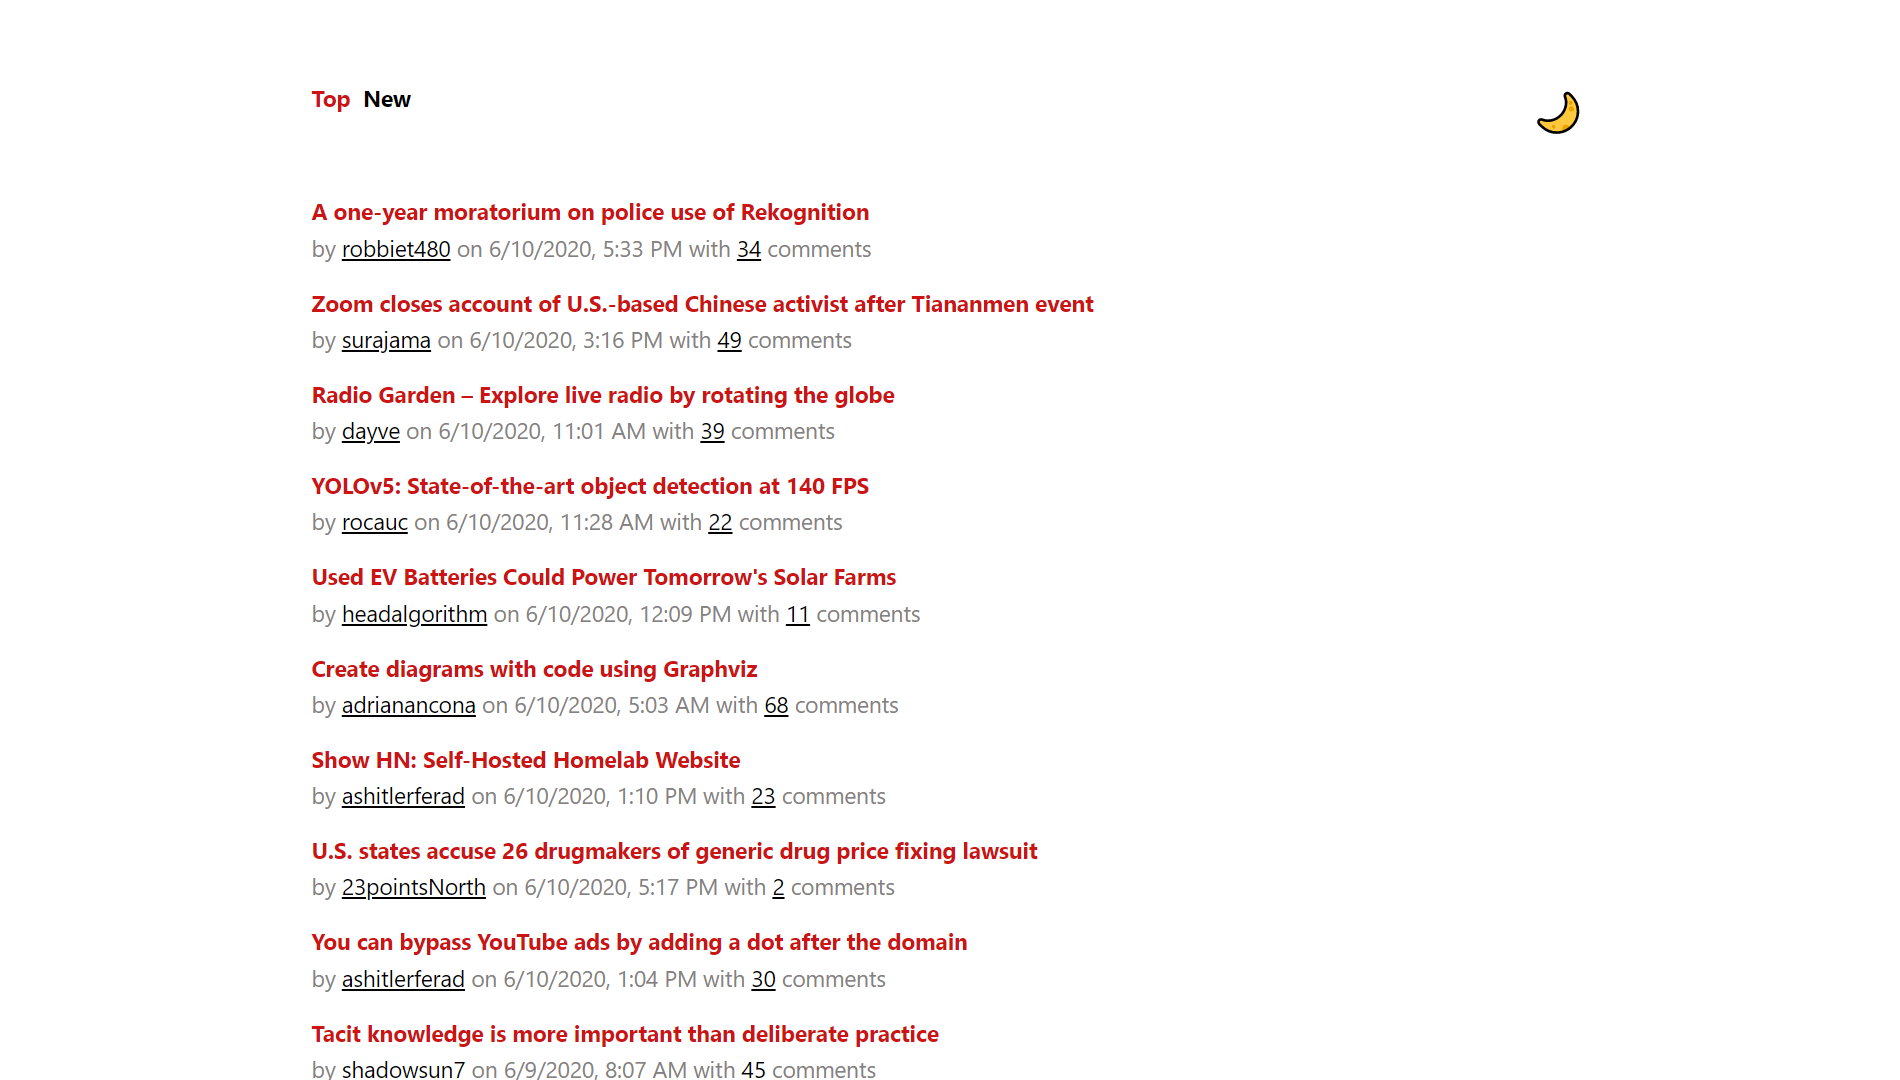 Top New
A one-year moratorium on police use of Rekognition
by robbiet480 on 6/10/2020, 5:33 PM with 34 comments
Zoom closes account of U.S.-based Chinese activist after Tiananmen event
by surajama on 6/10/2020, 3:16 PM with 49 comments
Radio Garden – Explore live radio by rotating the globe
by dayve on 6/10/2020, 11:01 AM with 39 comments
YOLOv5: State-of-the-art object detection at 140 FPS
by rocauc on 6/10/2020, 11:28 AM with 22 comments
Used EV Batteries Could Power Tomorrow's Solar Farms
by headalgorithm on 6/10/2020, 12:09 PM with 11 comments
Create diagrams with code using Graphviz
by adrianancona on 6/10/2020, 5:03 AM with 68 comments
Show HN: Self-Hosted Homelab Website
by ashitlerferad on 6/10/2020, 1:10 PM with 23 comments
U.S. states accuse 26 drugmakers of generic drug price fixing lawsuit
by 23pointsNorth on 6/10/2020, 5:17 PM with 2 comments
You can bypass YouTube ads by adding a dot after the domain
by ashitlerferad on 6/10/2020, 1:04 PM with 30 comments
Tacit knowledge is more important than deliberate practice
by shadowsun7 on 6/9/2020, 8:07 AM with 45 comments